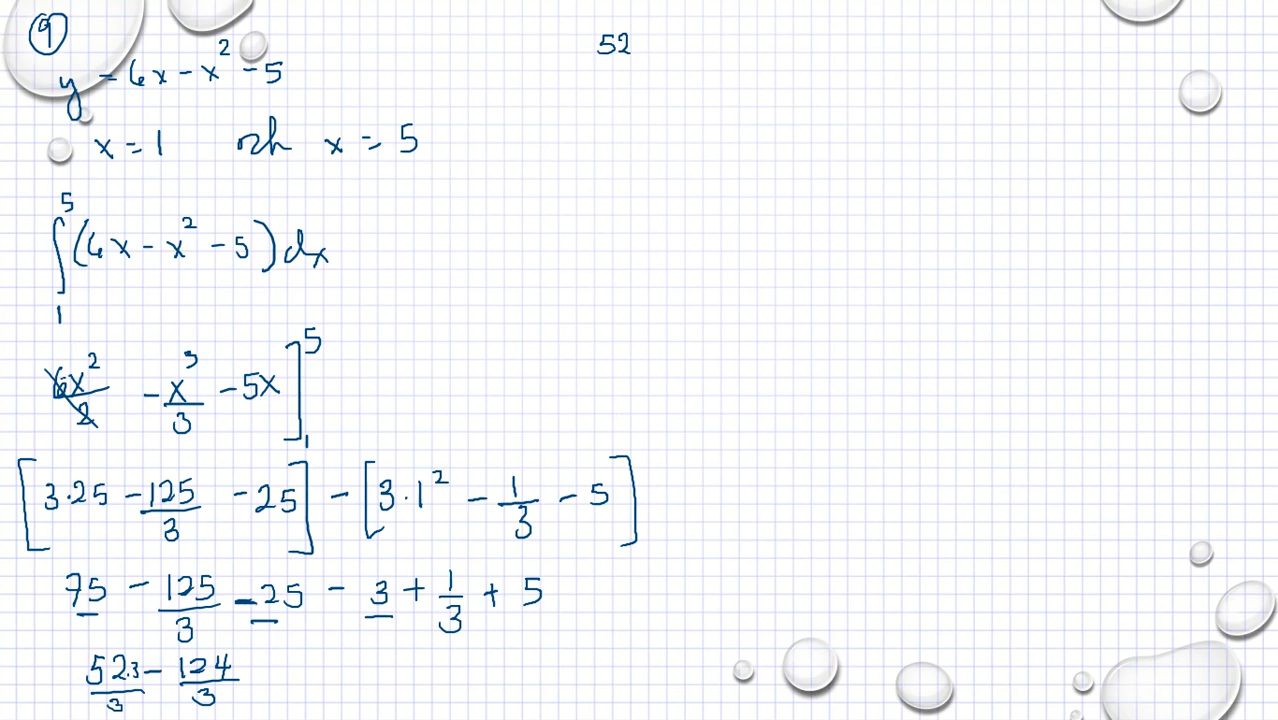 9
52
y = 6x - x² - 5
x = 1 och x = 5
∫₁⁵ (6x - x² - 5) dx
6x²/2 - x³/3 - 5x ]₁⁵
[3·25 - 125/3 - 25] - [3·1² - 1/3 - 5]
75 - 125/3 - 25 - 3 + 1/3 + 5
52·3/3 - 124/3